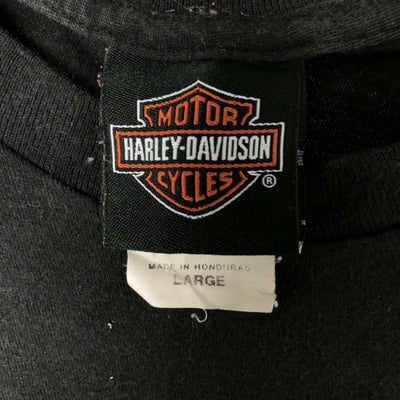 MOTOR
HARLEY-DAVIDSON
CYCLES ®
MADE IN HONDURAS
LARGE